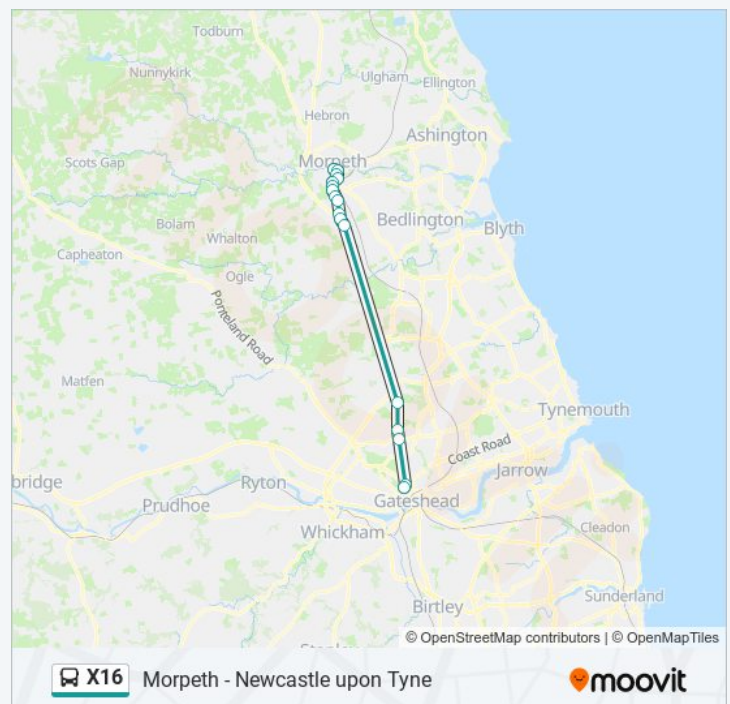 Todburn
Nunnykirk
Ulgham
Ellington
Hebron
Ashington
Scots Gap
Morpeth
Bedlington
Bolam
Blyth
Whalton
Capheaton
Ogle
Ponteland Road
Matfen
Tynemouth
Coast Road
bridge
Ryton
Jarrow
Prudhoe
Gateshead
Whickham
Cleadon
Birtley
Sunderland
© OpenStreetMap contributors | © OpenMapTiles
X16 Morpeth - Newcastle upon Tyne
moovit